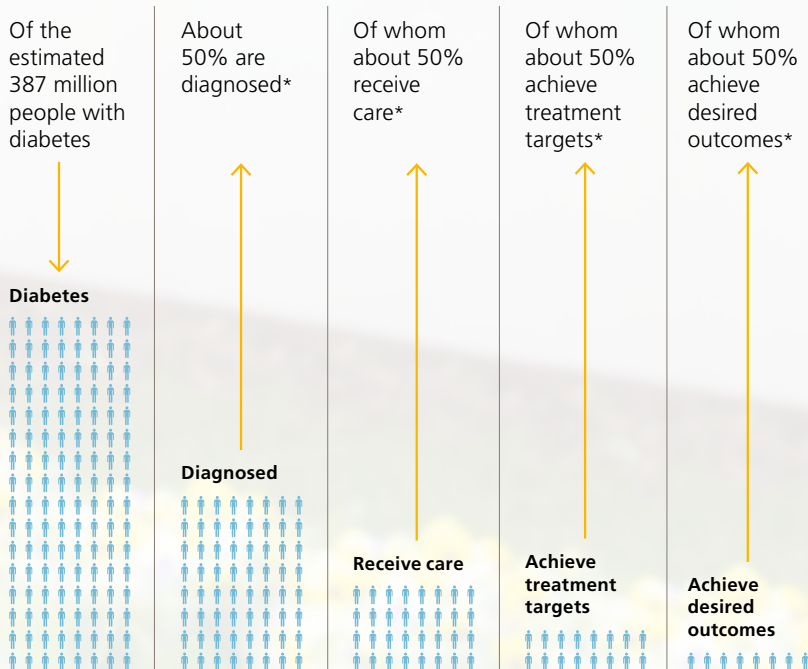 Of the
estimated
387 million
people with
diabetes
About
50% are
diagnosed*
Of whom
about 50%
receive
care*
Of whom
about 50%
achieve
treatment
targets*
Of whom
about 50%
achieve
desired
outcomes*
Diabetes
Diagnosed
Receive care
Achieve
treatment
targets
Achieve
desired
outcomes